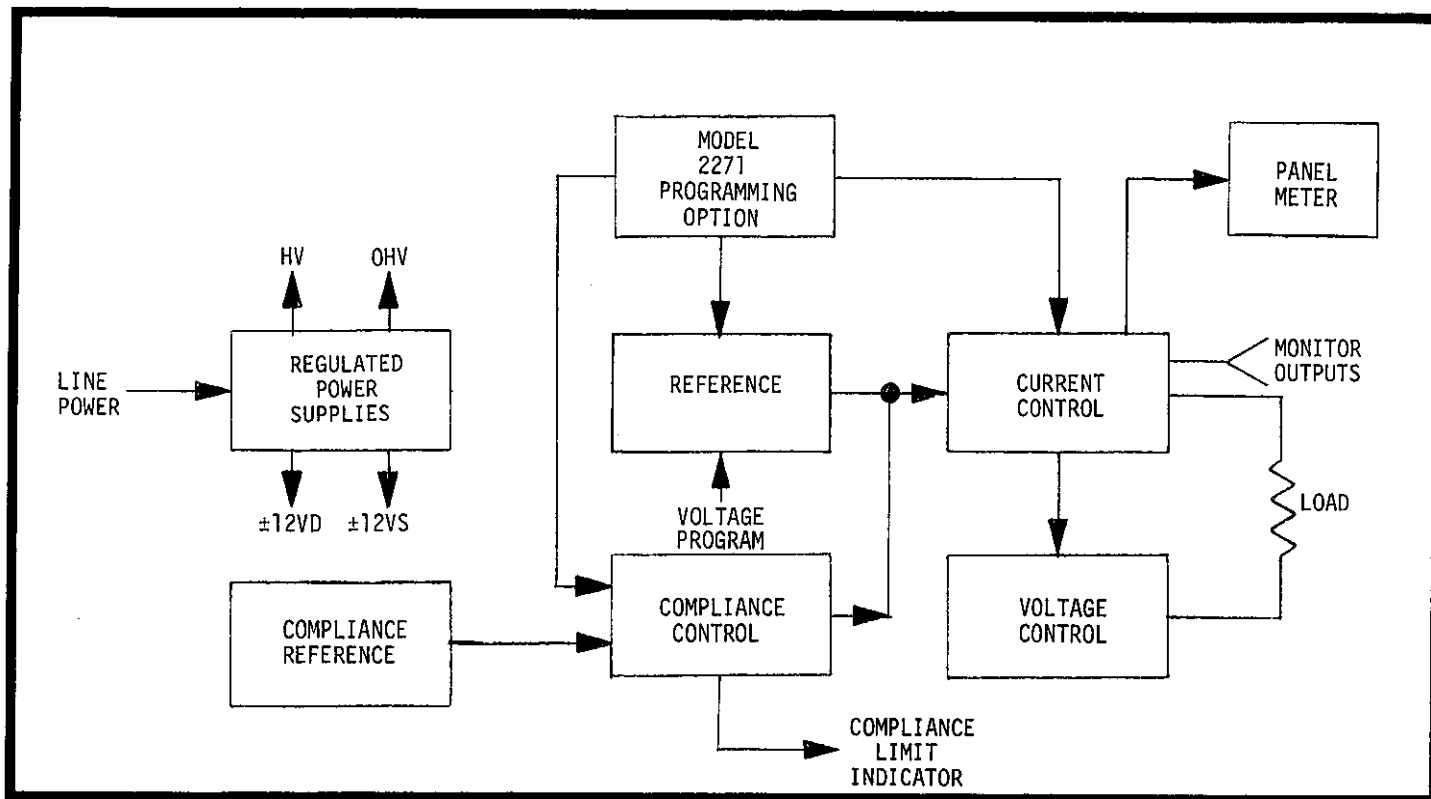 MODEL
2271
PROGRAMMING
OPTION
PANEL
METER
HV
OHV
LINE
POWER
REGULATED
POWER
SUPPLIES
REFERENCE
CURRENT
CONTROL
MONITOR
OUTPUTS
±12VD
±12VS
VOLTAGE
PROGRAM
LOAD
COMPLIANCE
REFERENCE
COMPLIANCE
CONTROL
VOLTAGE
CONTROL
COMPLIANCE
LIMIT
INDICATOR